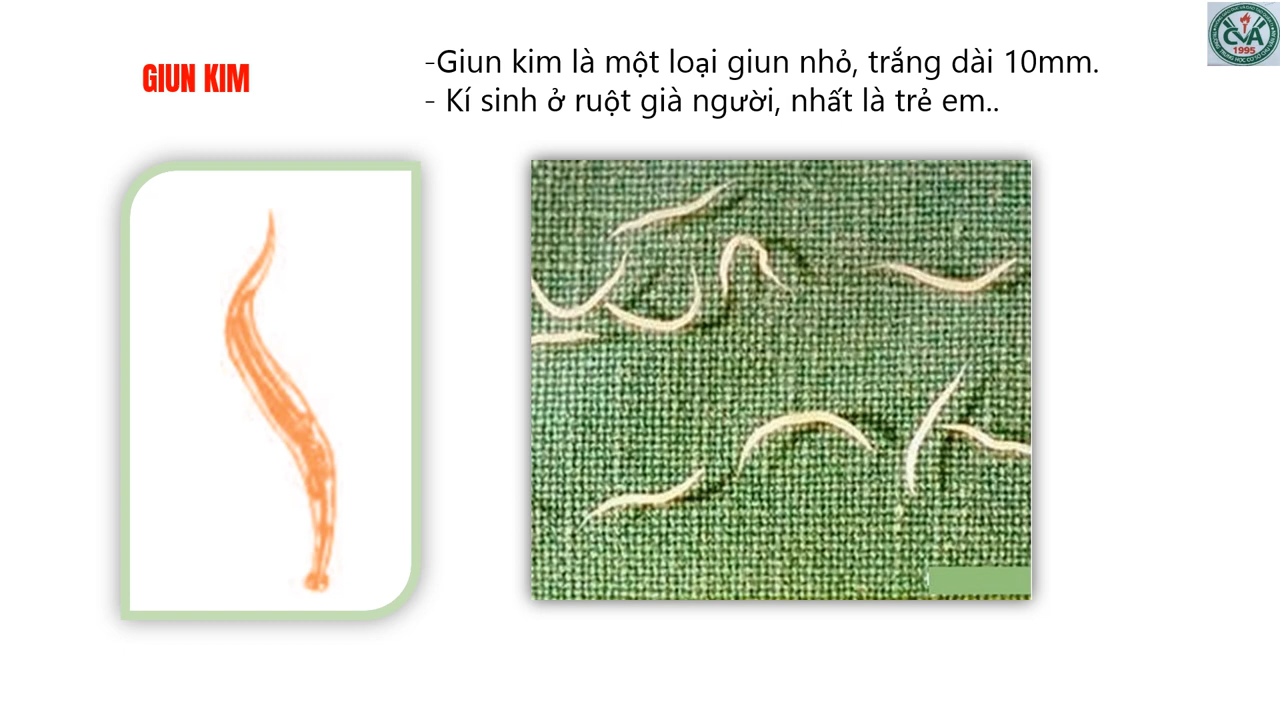 GIUN KIM
-Giun kim là một loại giun nhỏ, trắng dài 10mm.
- Kí sinh ở ruột già người, nhất là trẻ em..
CVA
1995